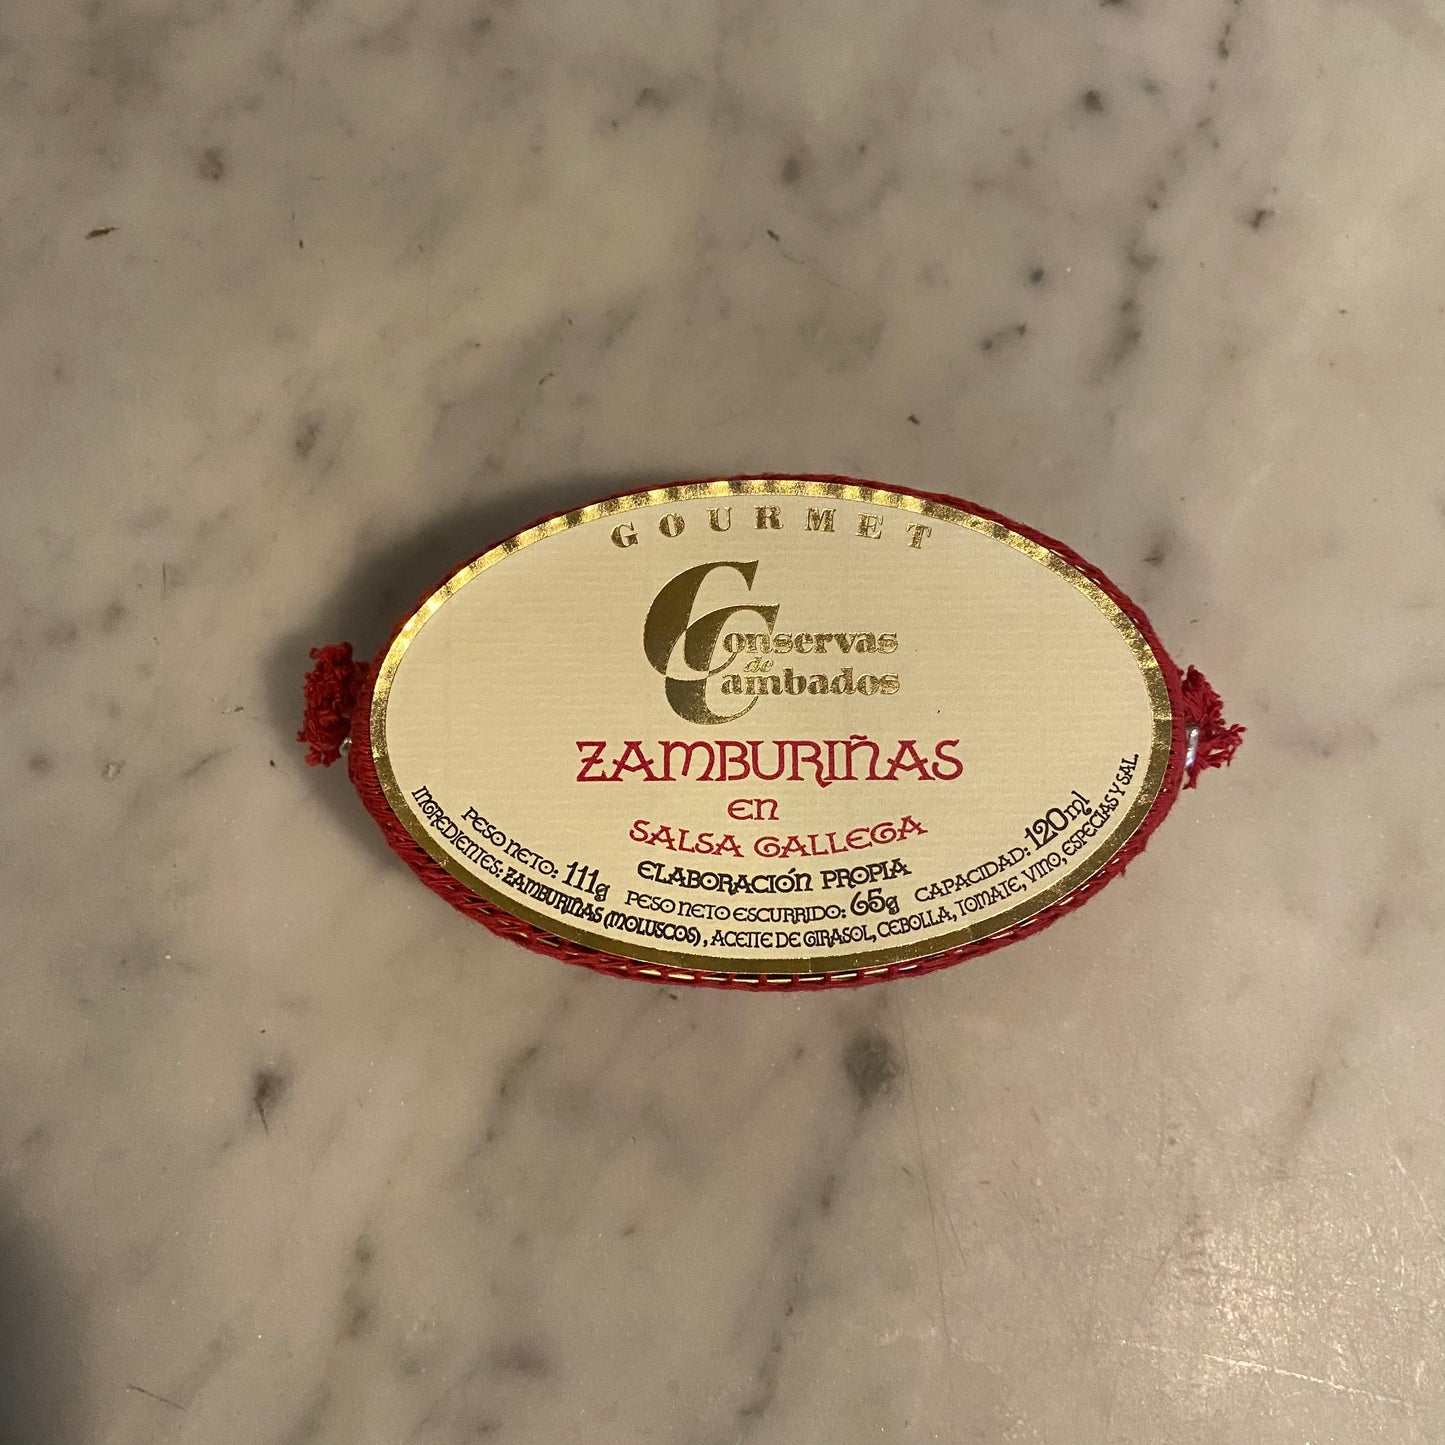 GOURMET
Conservas
de
Cambados
ZAMBURIÑAS
EN
SALSA GALLEGA
ELABORACIÓN PROPIA
PESO NETO: 111g PESO NETO ESCURRIDO: 65g CAPACIDAD: 120ml
INGREDIENTES: ZAMBURIÑAS (MOLUSCOS), ACEITE DE GIRASOL, CEBOLLA, TOMATE, VINO, ESPECIAS Y SAL